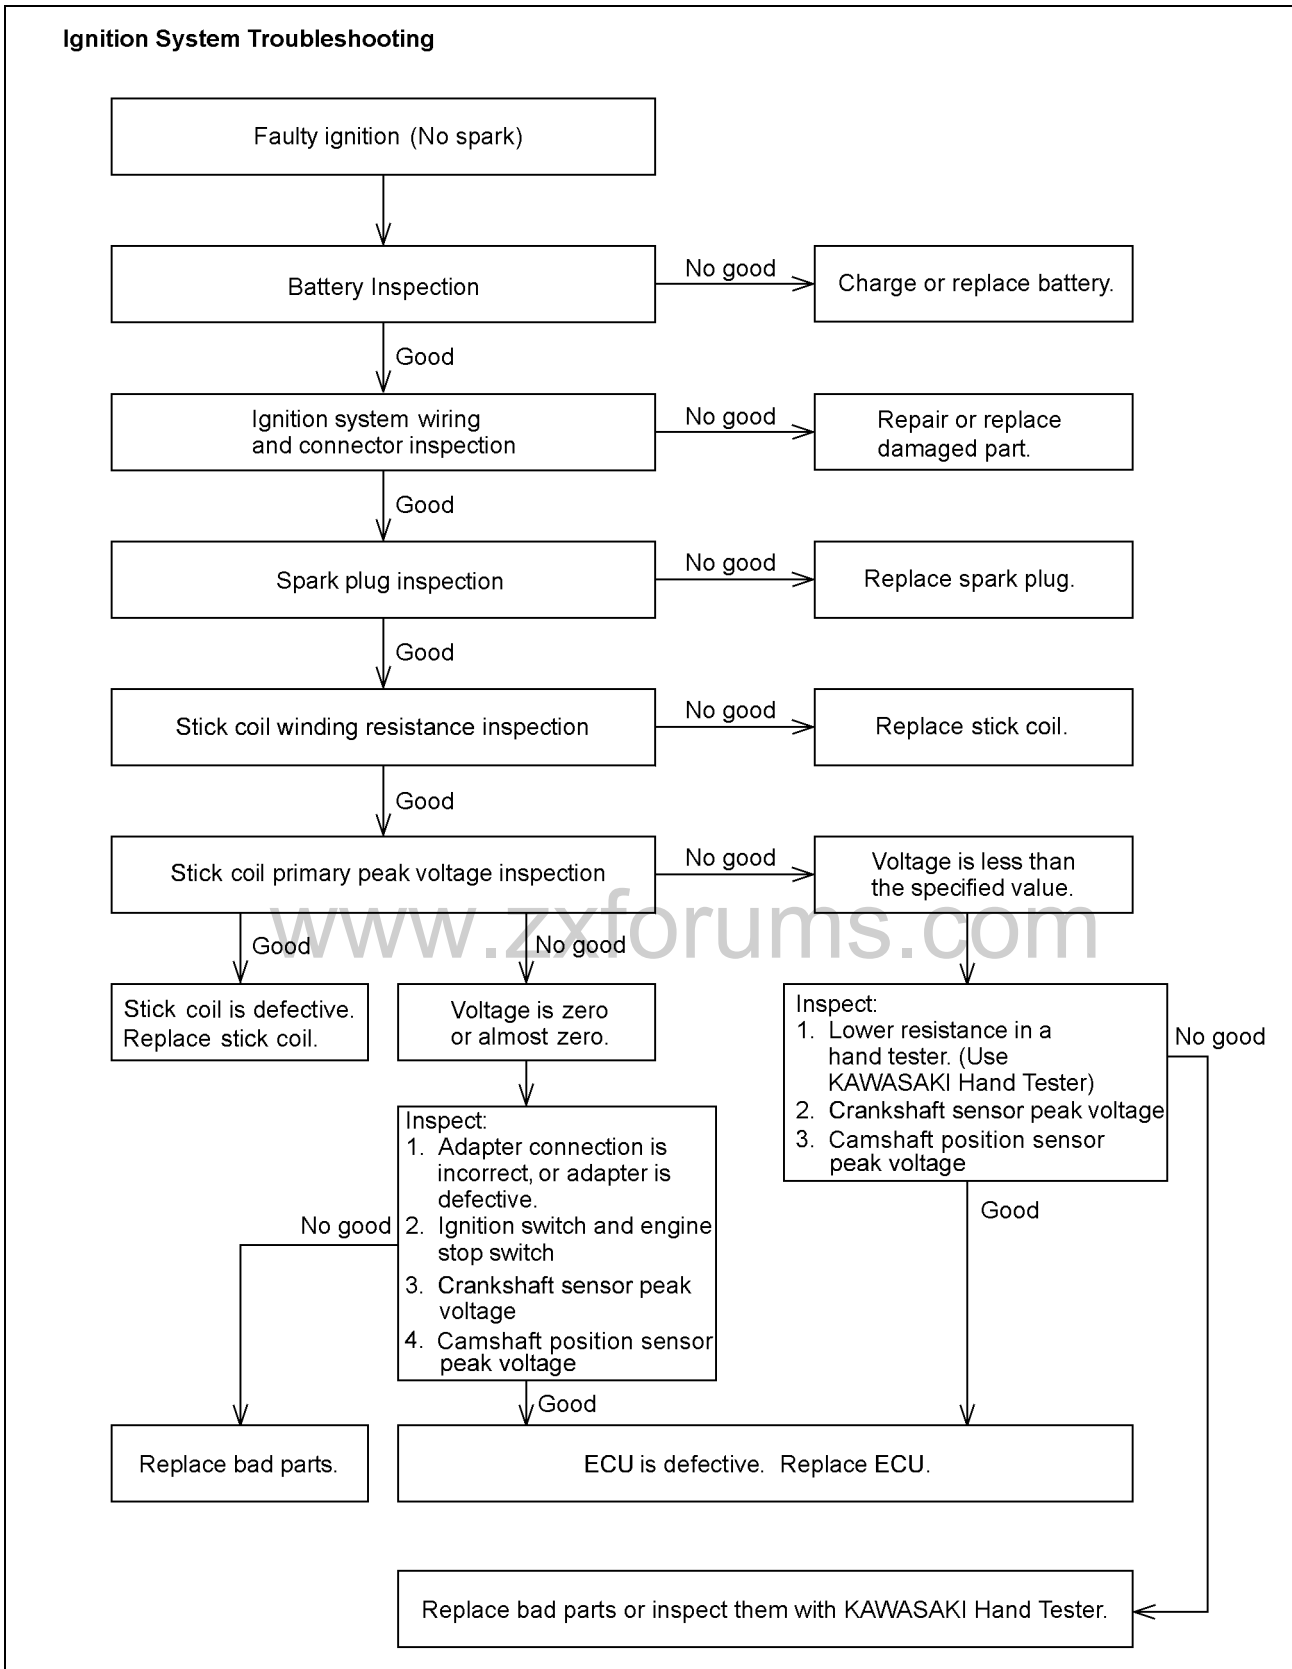 Ignition System Troubleshooting
Faulty ignition (No spark)
Battery Inspection
No good
Charge or replace battery.
Good
Ignition system wiring
and connector inspection
No good
Repair or replace
damaged part.
Good
Spark plug inspection
No good
Replace spark plug.
Good
Stick coil winding resistance inspection
No good
Replace stick coil.
Good
Stick coil primary peak voltage inspection
No good
Voltage is less than
the specified value.
www.zxforums.com
Good
No good
Stick coil is defective.
Replace stick coil.
Voltage is zero
or almost zero.
Inspect:
1. Lower resistance in a
hand tester. (Use
KAWASAKI Hand Tester)
2. Crankshaft sensor peak voltage
3. Camshaft position sensor
peak voltage
No good
Inspect:
1. Adapter connection is
incorrect, or adapter is
defective.
2. Ignition switch and engine
stop switch
3. Crankshaft sensor peak
voltage
4. Camshaft position sensor
peak voltage
No good
Good
Good
Replace bad parts.
ECU is defective. Replace ECU.
Replace bad parts or inspect them with KAWASAKI Hand Tester.